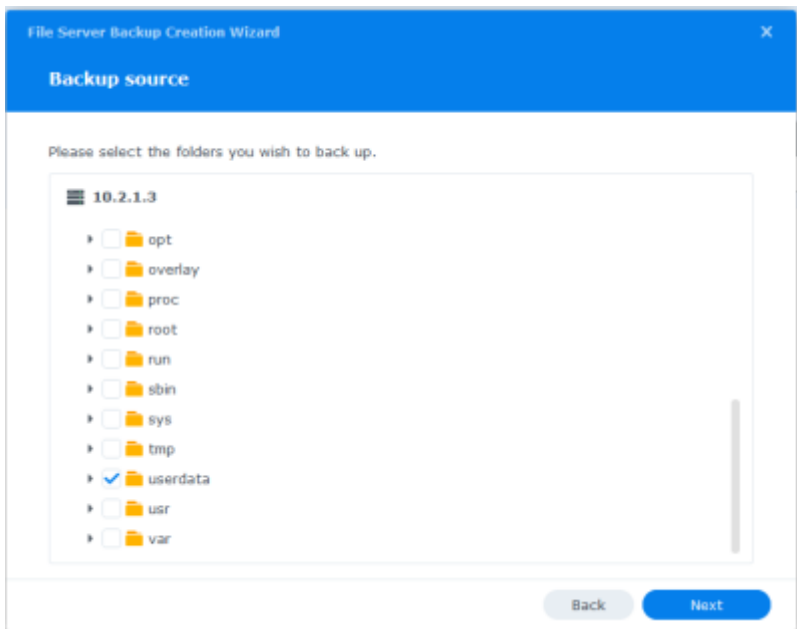 File Server Backup Creation Wizard
Backup source
Please select the folders you wish to back up.
10.2.1.3
opt
overlay
proc
root
run
sbin
sys
tmp
userdata
usr
var
Back Next